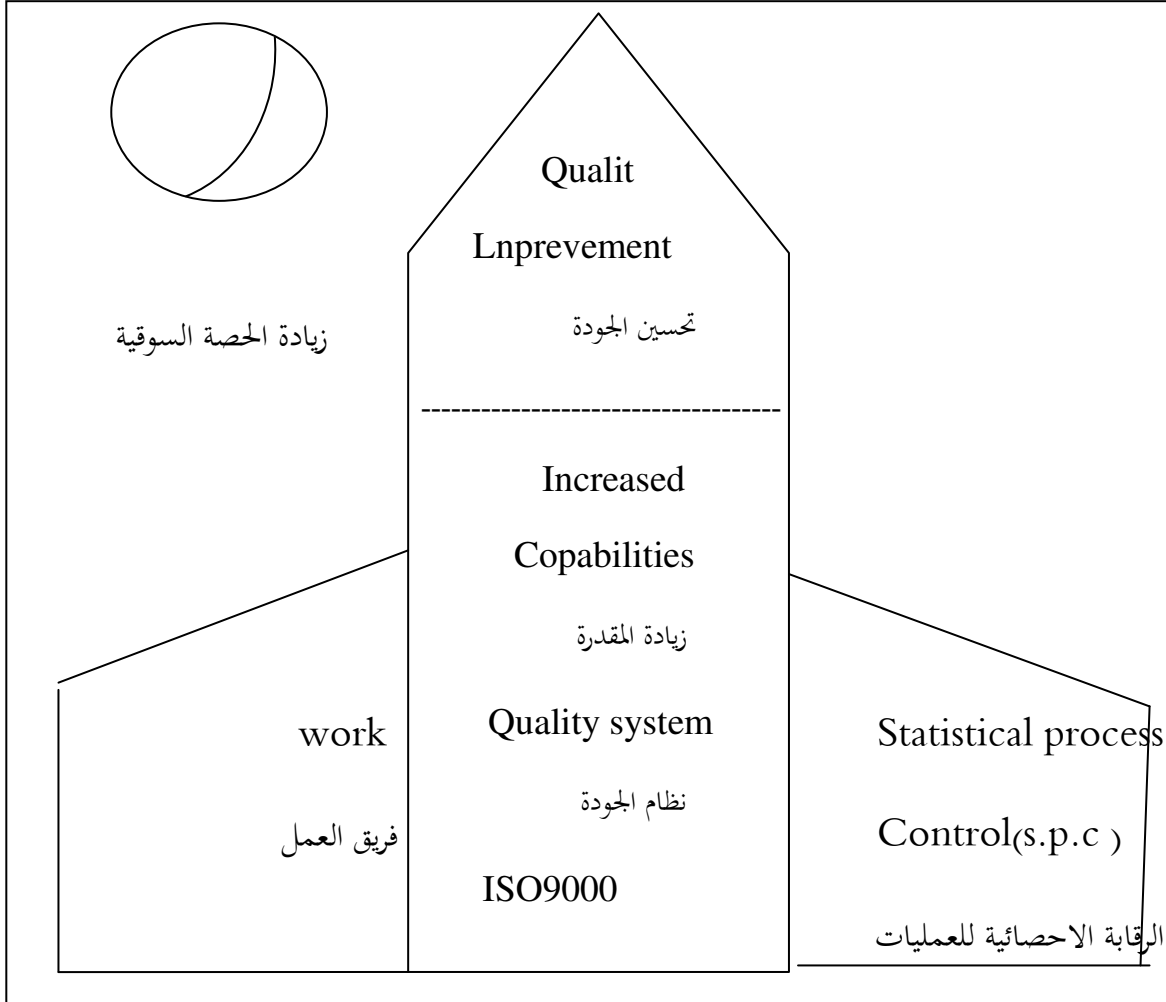 Qualit
Lnprevement
تحسين الجودة
زيادة الحصة السوقية
Increased
Copabilities
زيادة المقدرة
work
فريق العمل
Quality system
نظام الجودة
ISO9000
Statistical process
Control(s.p.c )
الرقابة الاحصائية للعمليات